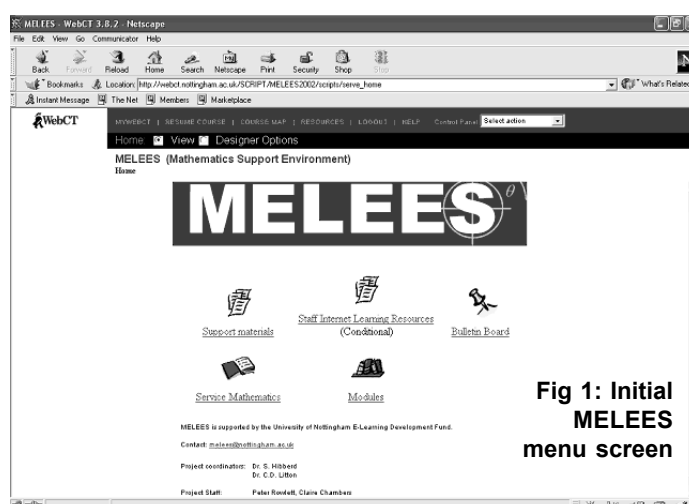 MELEES - WebCT 3.8.2 - Netscape
File Edit View Go Communicator Help
Back Forward Reload Home Search Netscape Print Security Shop Stop
Bookmarks Location: http://webct.nottingham.ac.uk/SCRIPT/MELEES2002/scripts/serve_home What's Related
Instant Message The Net Members Marketplace
WebCT MYWEBCT | RESUME COURSE | COURSE MAP | RESOURCES | LOGOUT | HELP Control Panel Select action
Home View Designer Options
MELEES (Mathematics Support Environment)
Home
MELEES θ
Support materials
Staff Internet Learning Resources
(Conditional)
Bulletin Board
Service Mathematics
Modules
Fig 1: Initial
MELEES
menu screen
MELEES is supported by the University of Nottingham E-Learning Development Fund.
Contact: melees@nottingham.ac.uk
Project coordinators: Dr. S. Hibberd
Dr. C.D. Litton
Project Staff: Peter Rowlett, Claire Chambers